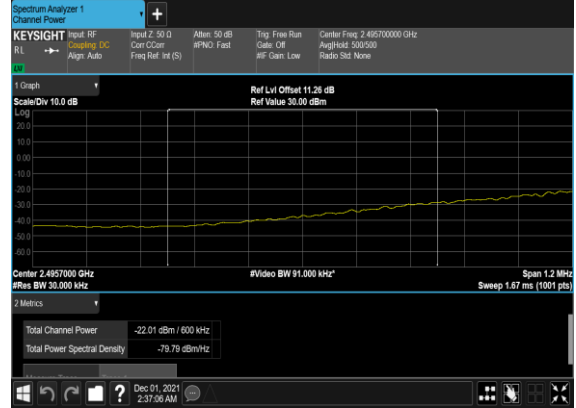 Spectrum Analyzer 1
Channel Power
KEYSIGHT
RL
Input: RF
Coupling: DC
Align: Auto
Input Z: 50 Ω
Corr CCorr
Freq Ref: Int (S)
Atten: 50 dB
#PNO: Fast
Trig: Free Run
Gate: Off
#IF Gain: Low
Center Freq: 2.495700000 GHz
Avg|Hold: 500/500
Radio Std: None
1 Graph
Scale/Div 10.0 dB
Ref Lvl Offset 11.26 dB
Ref Value 30.00 dBm
Log
20.0
10.0
0.00
-10.0
-20.0
-30.0
-40.0
-50.0
-60.0
Center 2.4957000 GHz
#Res BW 30.000 kHz
#Video BW 91.000 kHz*
Span 1.2 MHz
Sweep 1.67 ms (1001 pts)
2 Metrics
Total Channel Power -22.01 dBm / 600 kHz
Total Power Spectral Density -79.79 dBm/Hz
?
Dec 01, 2021
2:37:06 AM